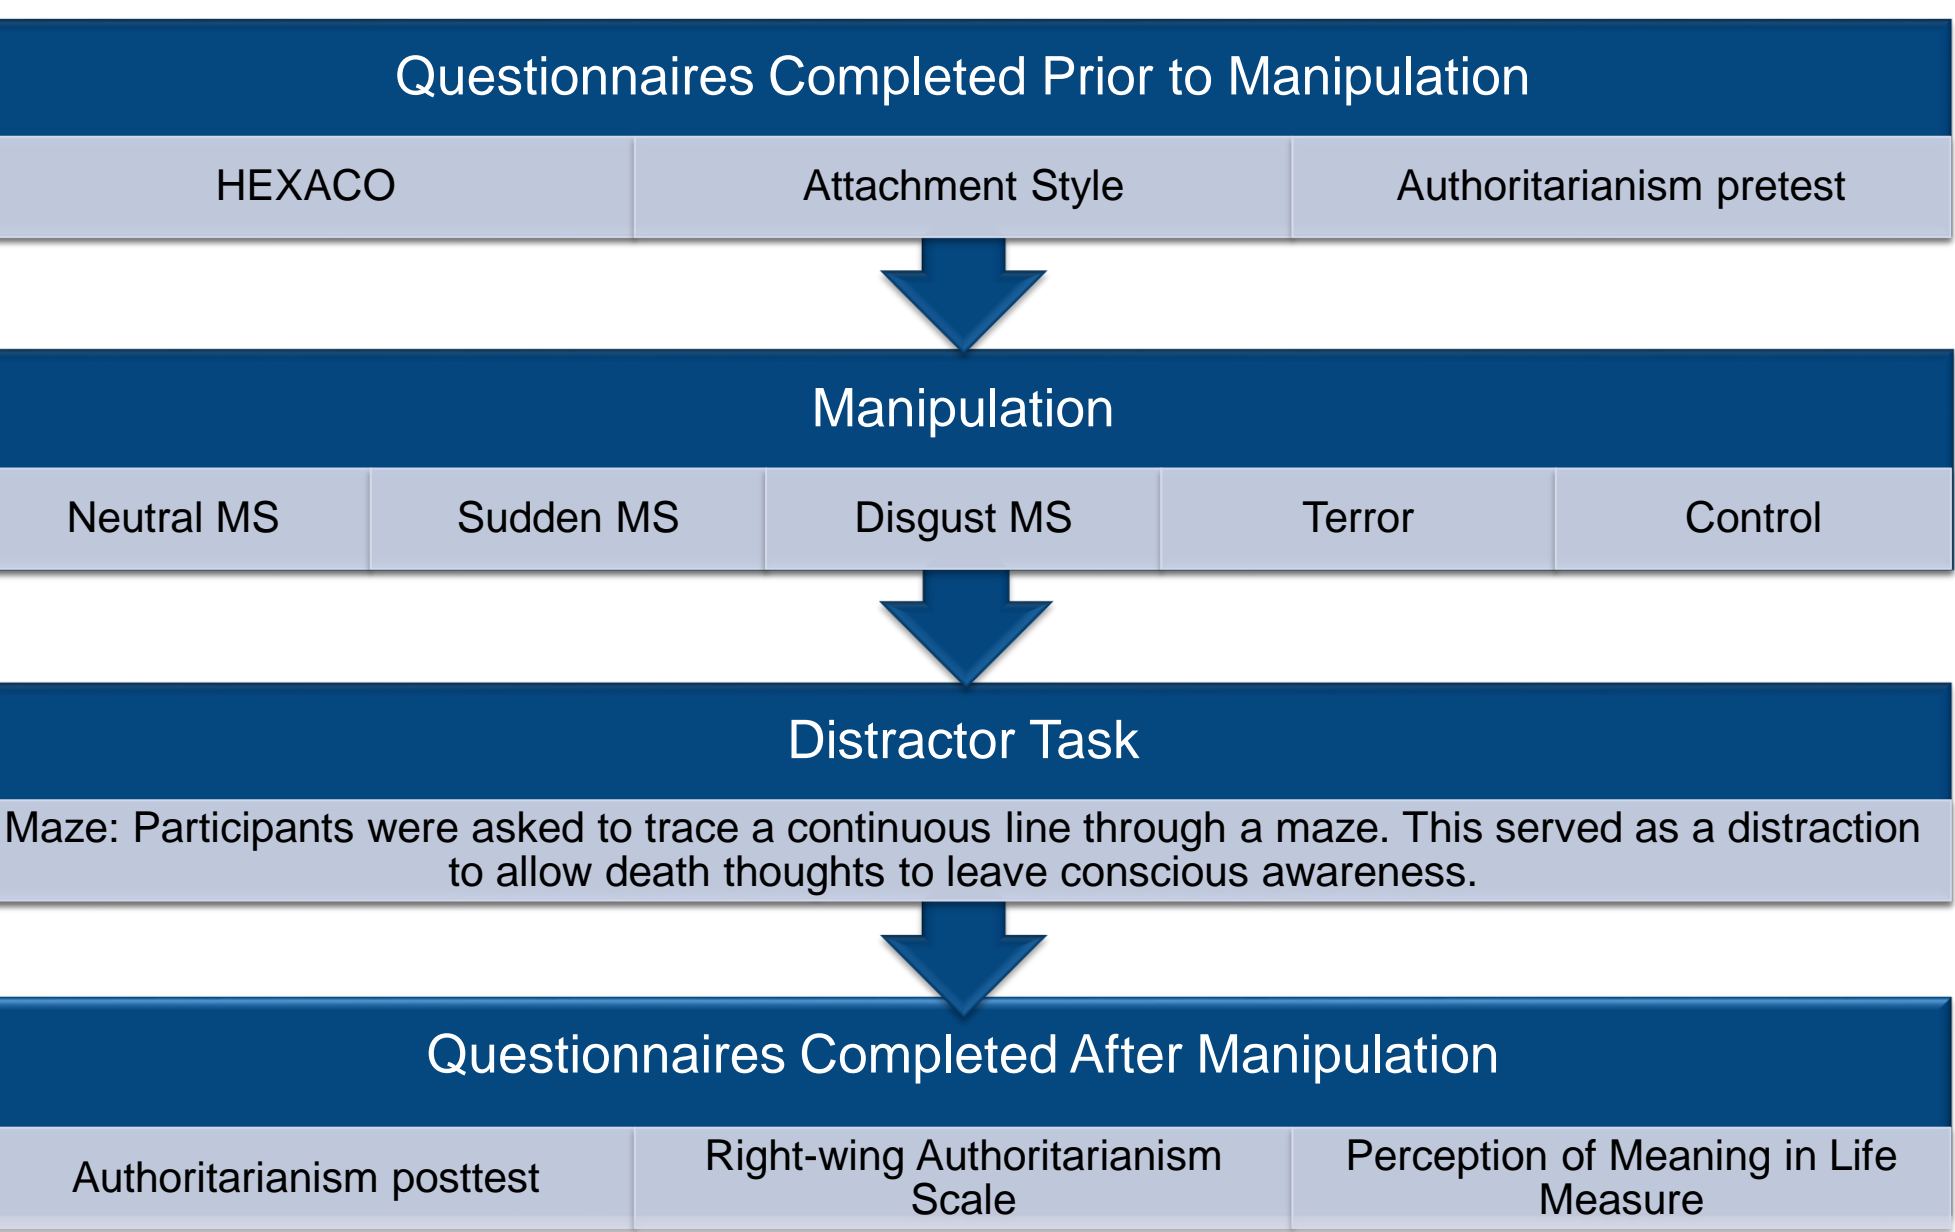 Questionnaires Completed Prior to Manipulation
HEXACO
Attachment Style
Authoritarianism pretest
Manipulation
Neutral MS
Sudden MS
Disgust MS
Terror
Control
Distractor Task
Maze: Participants were asked to trace a continuous line through a maze. This served as a distraction
to allow death thoughts to leave conscious awareness.
Questionnaires Completed After Manipulation
Authoritarianism posttest
Right-wing Authoritarianism
Scale
Perception of Meaning in Life
Measure